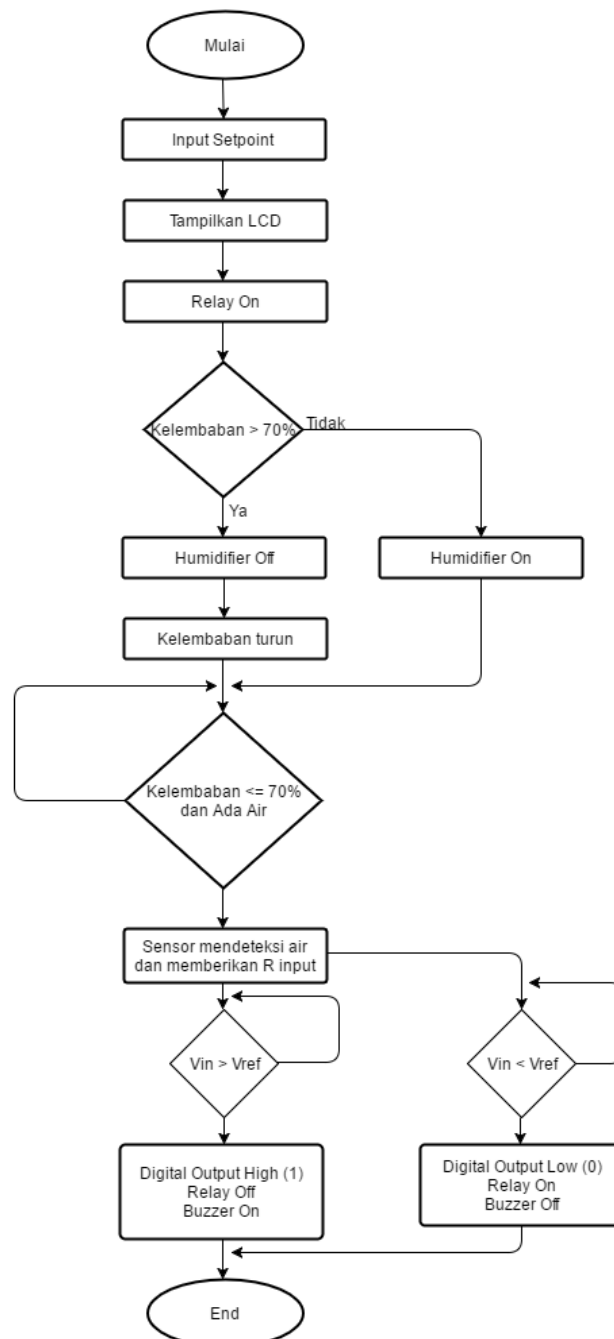 Mulai
Input Setpoint
Tampilkan LCD
Relay On
Kelembaban > 70%
Tidak
Ya
Humidifier Off
Humidifier On
Kelembaban turun
Kelembaban <= 70%
dan Ada Air
Sensor mendeteksi air
dan memberikan R input
Vin > Vref
Vin < Vref
Digital Output High (1)
Relay Off
Buzzer On
Digital Output Low (0)
Relay On
Buzzer Off
End